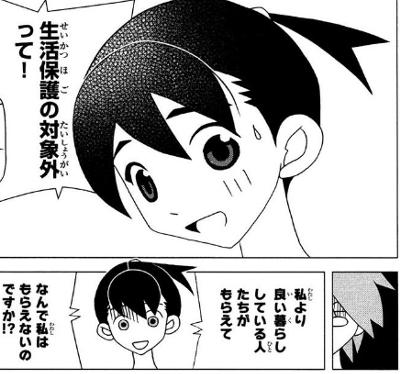 生活保護の対象外
って！
私より
良い暮らし
している人
たちが
もらえて
なんで私は
もらえないの
ですか!?